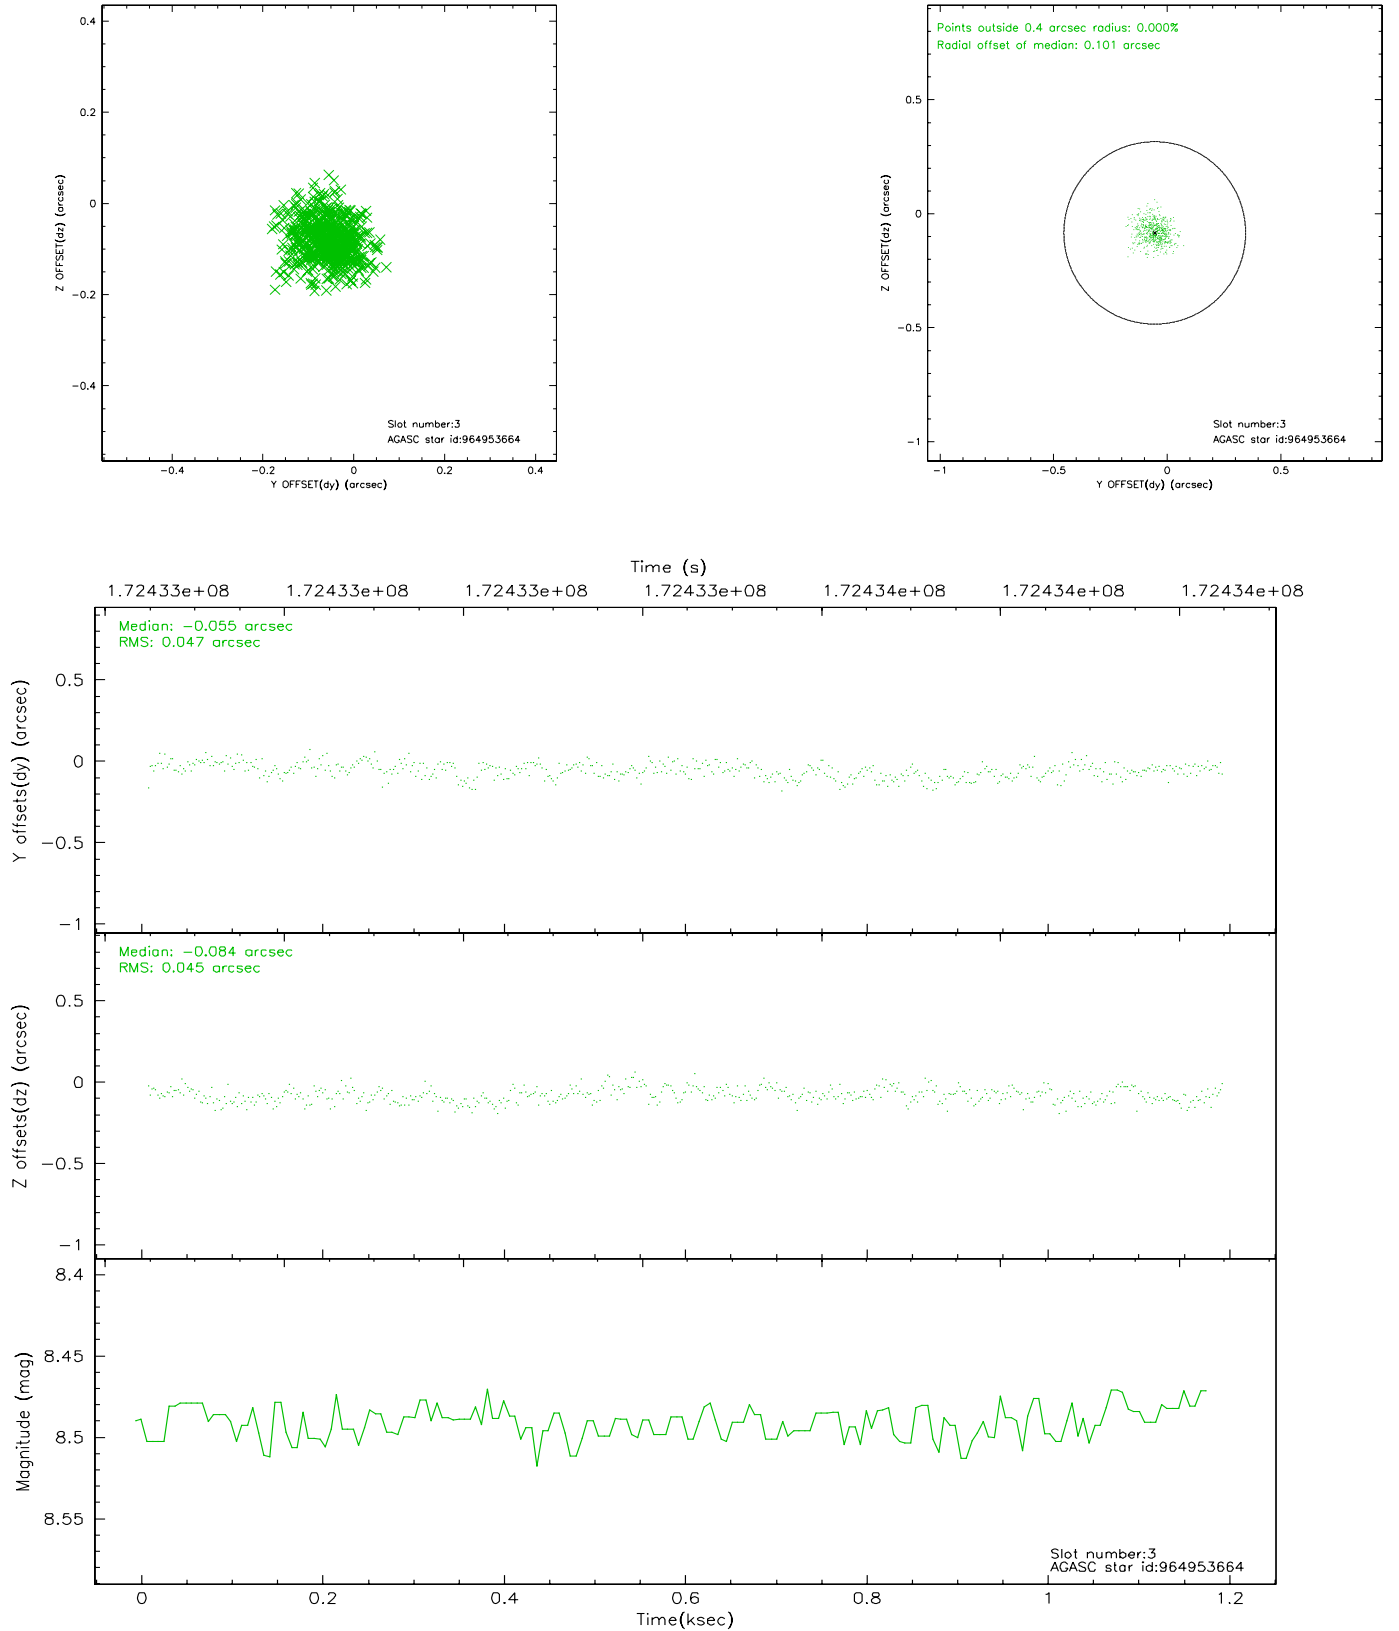 0.4
0.2
0
−0.2
−0.4
Z OFFSET(dz) (arcsec)
Slot number:3
AGASC star id:964953664
−0.4 −0.2 0 0.2 0.4
Y OFFSET(dy) (arcsec)
Points outside 0.4 arcsec radius: 0.000%
Radial offset of median: 0.101 arcsec
0.5
0
−0.5
−1
Z OFFSET(dz) (arcsec)
Slot number:3
AGASC star id:964953664
−1 −0.5 0 0.5
Y OFFSET(dy) (arcsec)
Time (s)
1.72433e+08 1.72433e+08 1.72433e+08 1.72433e+08 1.72434e+08 1.72434e+08 1.72434e+08
Median: −0.055 arcsec
RMS: 0.047 arcsec
0.5
0
−0.5
−1
Y offsets(dy) (arcsec)
Median: −0.084 arcsec
RMS: 0.045 arcsec
0.5
0
−0.5
−1
Z offsets(dz) (arcsec)
8.4
8.45
8.5
8.55
Magnitude (mag)
Slot number:3
AGASC star id:964953664
0 0.2 0.4 0.6 0.8 1 1.2
Time(ksec)